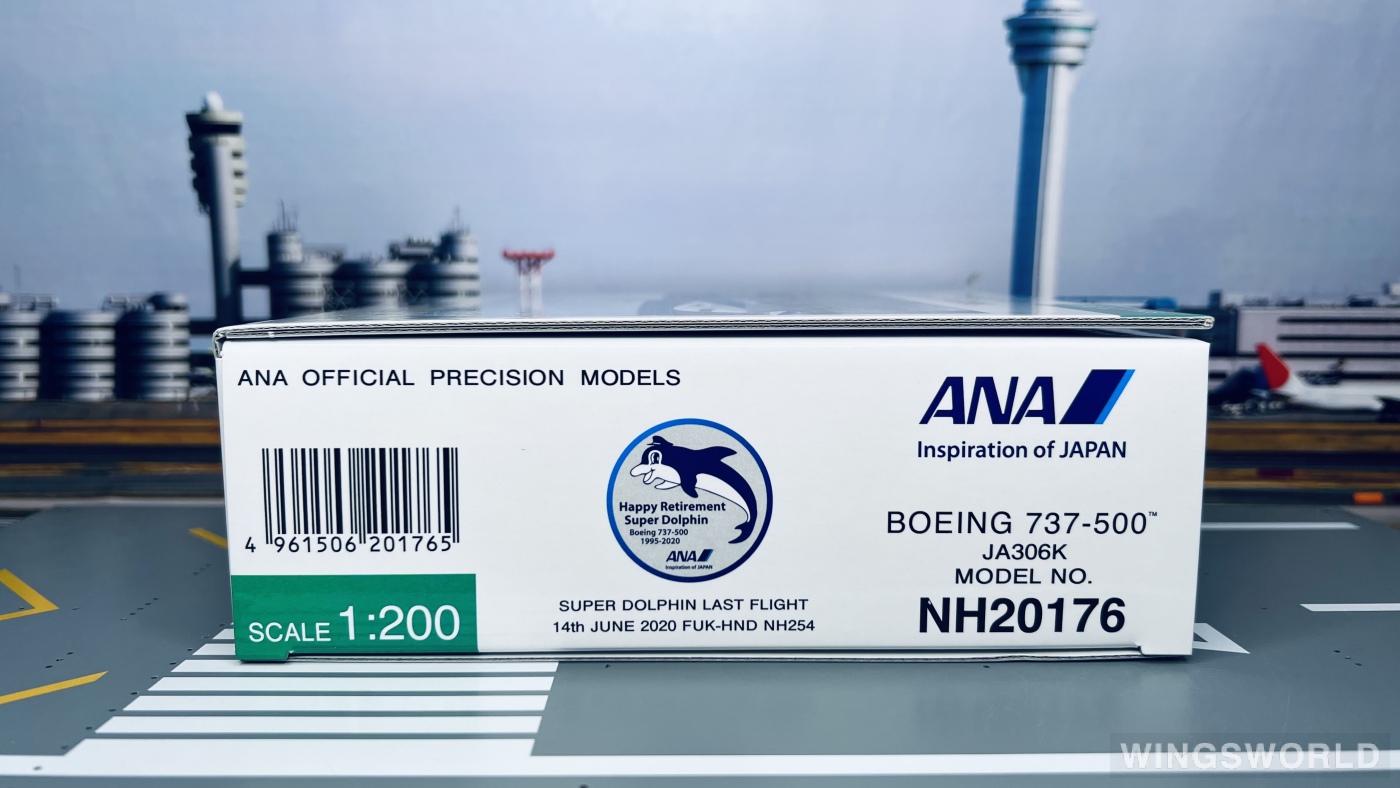 ANA OFFICIAL PRECISION MODELS
4 961506 201765
SCALE 1:200
Happy Retirement
Super Dolphin
Boeing 737-500
1995-2020
ANA
Inspiration of JAPAN
SUPER DOLPHIN LAST FLIGHT
14th JUNE 2020 FUK-HND NH254
ANA
Inspiration of JAPAN
BOEING 737-500™
JA306K
MODEL NO.
NH20176
WINGSWORLD